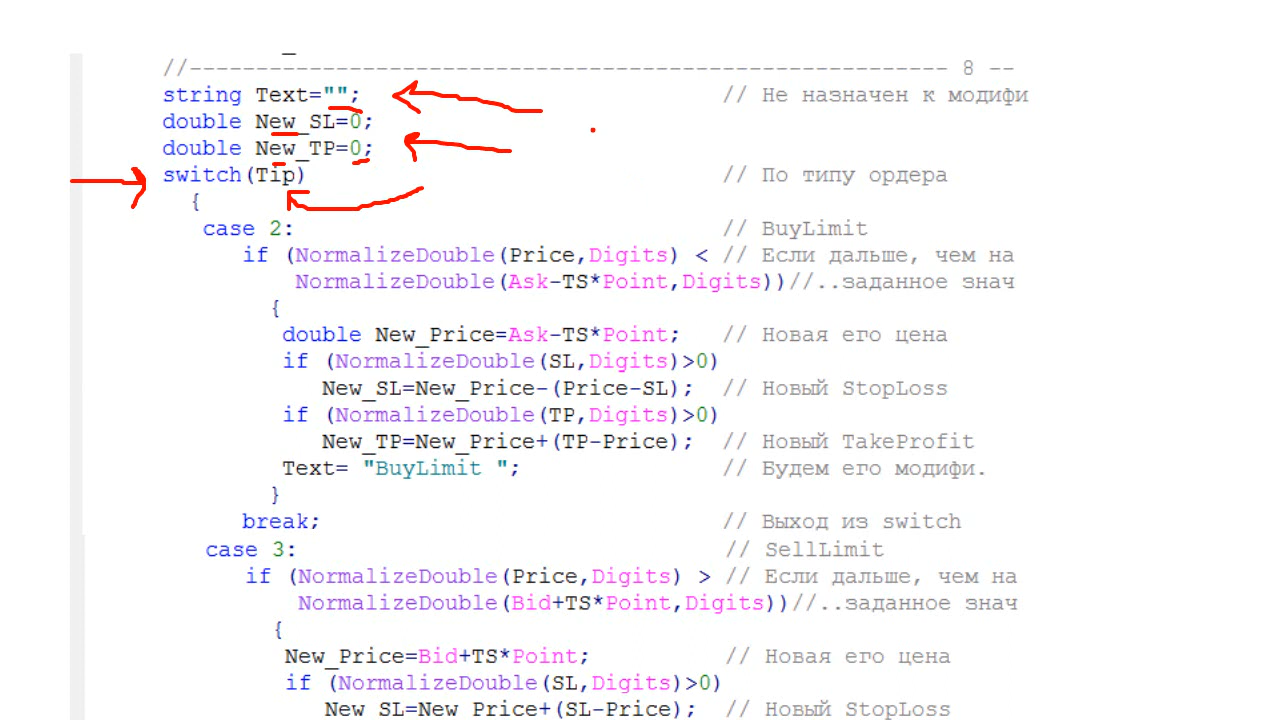 //--------------------------------------------------------- 8 --
string Text=""; // Не назначен к модифи
double New_SL=0;
double New_TP=0;
switch(Tip) // По типу ордера
{
case 2: // BuyLimit
if (NormalizeDouble(Price,Digits) < // Если дальше, чем на
NormalizeDouble(Ask-TS*Point,Digits))//..заданное знач
{
double New_Price=Ask-TS*Point; // Новая его цена
if (NormalizeDouble(SL,Digits)>0)
New_SL=New_Price-(Price-SL); // Новый StopLoss
if (NormalizeDouble(TP,Digits)>0)
New_TP=New_Price+(TP-Price); // Новый TakeProfit
Text= "BuyLimit "; // Будем его модифи.
}
break; // Выход из switch
case 3: // SellLimit
if (NormalizeDouble(Price,Digits) > // Если дальше, чем на
NormalizeDouble(Bid+TS*Point,Digits))//..заданное знач
{
New_Price=Bid+TS*Point; // Новая его цена
if (NormalizeDouble(SL,Digits)>0)
New_SL=New_Price+(SL-Price); // Новый StopLoss